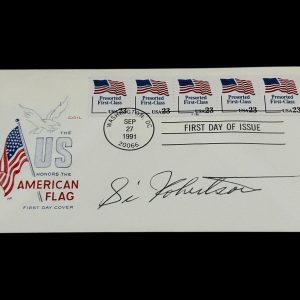 Presorted Presorted Presorted Presorted Presorted
First-Class First-Class First-Class First-Class First-Class
USA 23 USA 23 USA 23 USA 23 USA 23
COIL
WASHINGTON, DC
SEP
27
1991
20066
FIRST DAY OF ISSUE
THE
US
HONORS THE
AMERICAN
FLAG
FIRST DAY COVER
Si Robertson